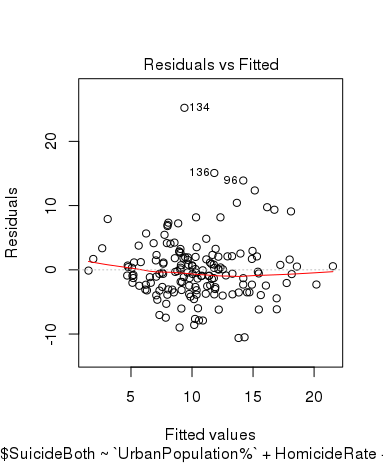 Residuals vs Fitted
Residuals
20
10
0
-10
134
136
96
5 10 15 20
Fitted values
$SuicideBoth ~ `UrbanPopulation%` + HomicideRate